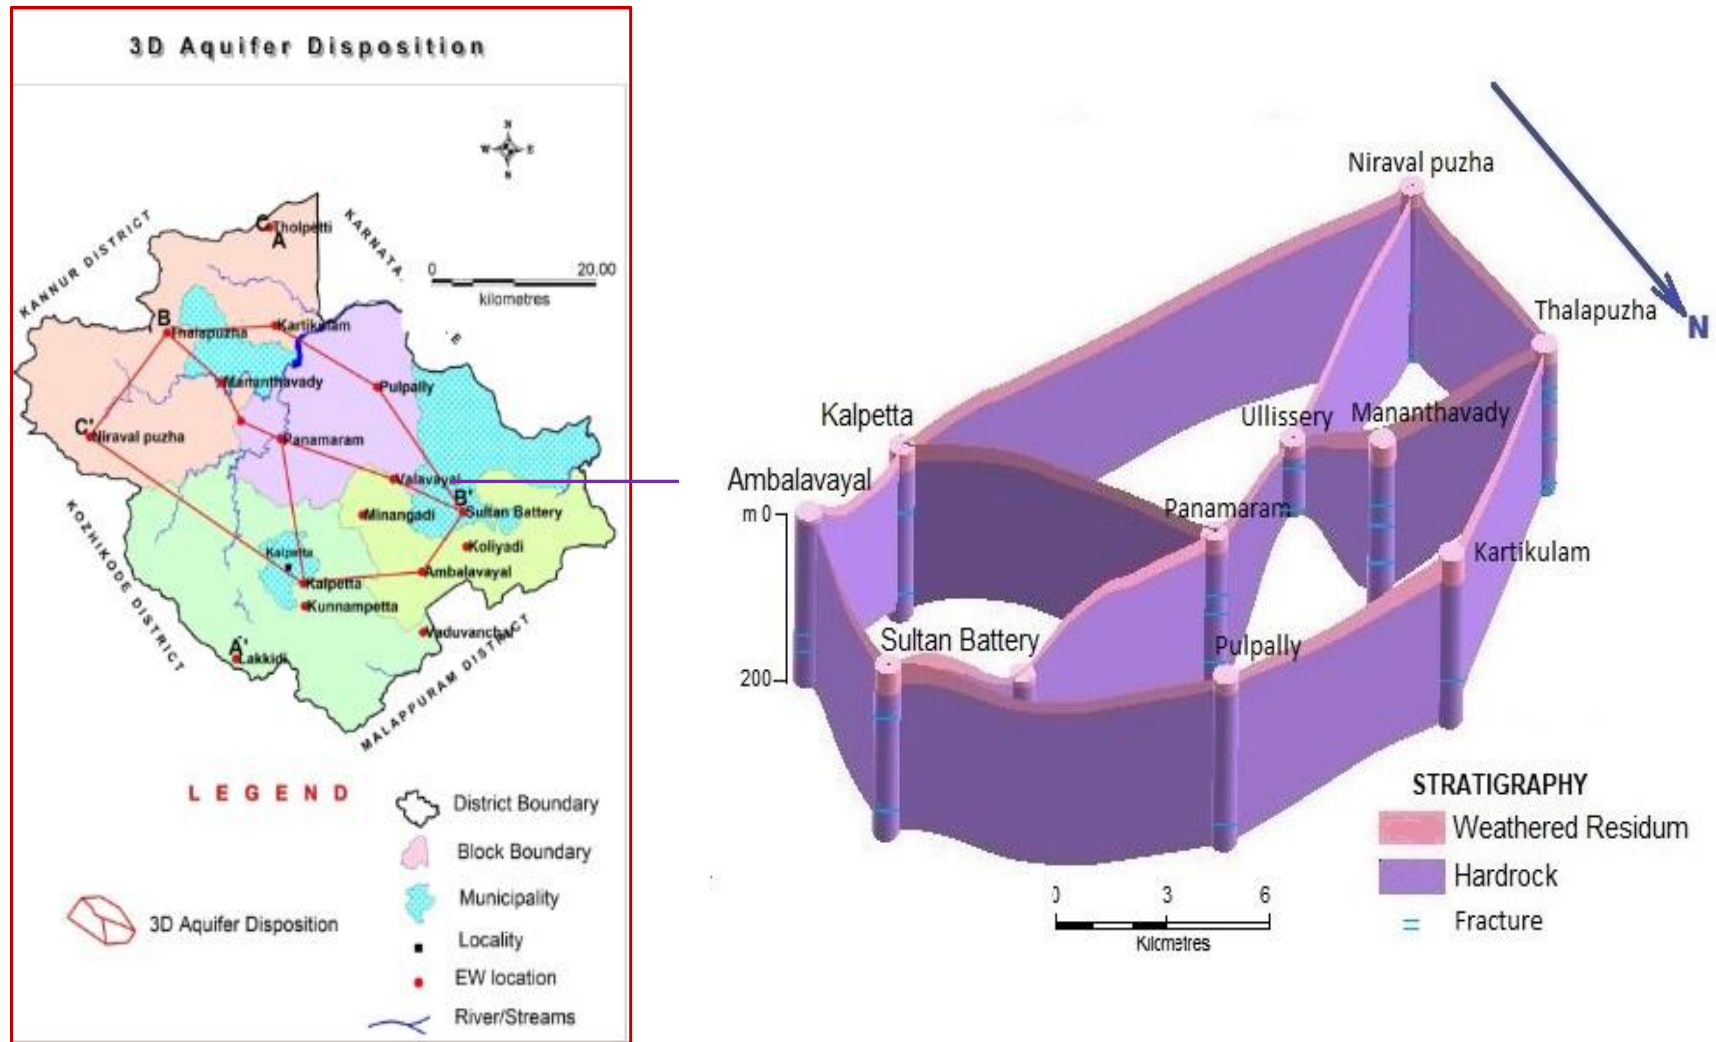 3D Aquifer Disposition
N
W E
S
KANNUR DISTRICT
KARNATA
E
0 20.00
kilometres
C
Tholpetti
A
B
Thalapuzha
Kartikulam
Mananthavady
Pulpally
C'
Niraval puzha
Panamaram
Valavayal
B'
Sultan Battery
Minangadi
Koliyadi
Kalpetta
Ambalavayal
Kalpetta
Kunnampetta
Vaduvanchal
A'
Lakkidi
KOZHIKODE DISTRICT
MALAPPURAM DISTRICT
LEGEND
District Boundary
Block Boundary
Municipality
3D Aquifer Disposition
Locality
EW location
River/Streams
Niraval puzha
N
Thalapuzha
Kalpetta
Ullissery
Mananthavady
Ambalavayal
m 0
Panamaram
Kartikulam
Sultan Battery
Pulpally
200
STRATIGRAPHY
Weathered Residum
Hardrock
Fracture
0 3 6
Kilometres